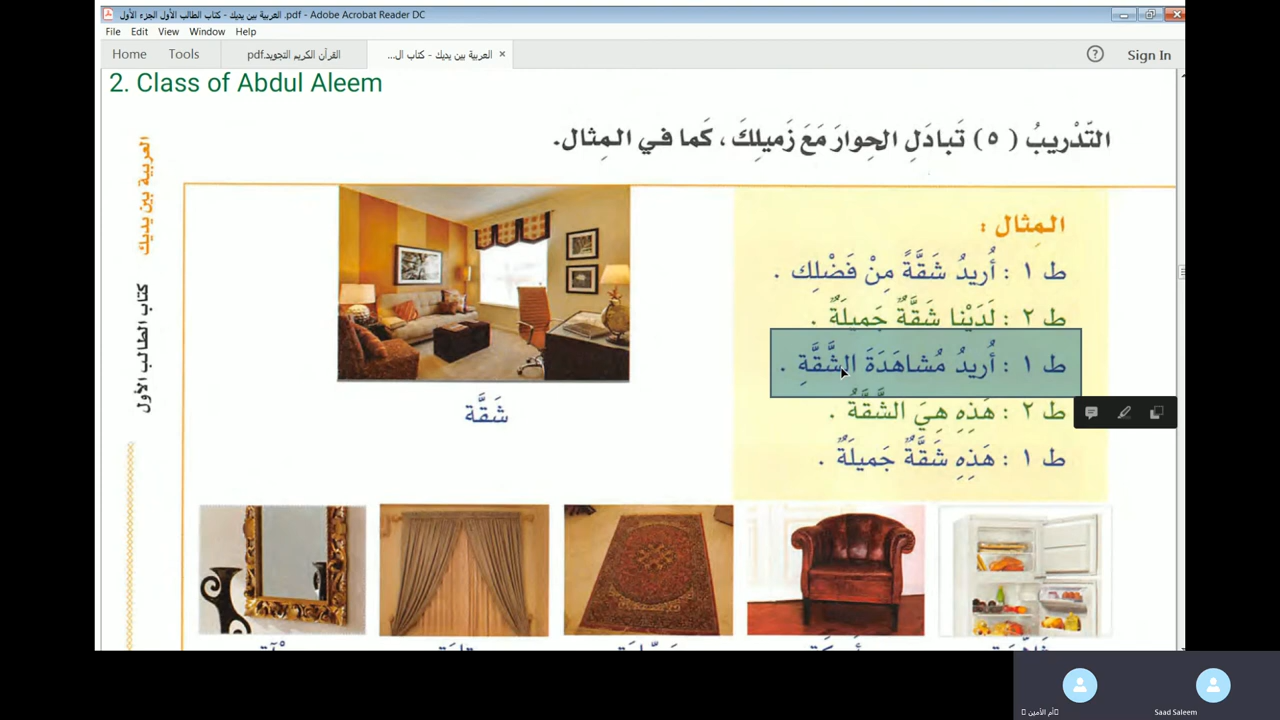 العربية بين يديك - كتاب الطالب الأول الجزء الأول .pdf - Adobe Acrobat Reader DC
File Edit View Window Help
Home Tools القرآن الكريم التجويد.pdf العربية بين يديك - كتاب ال... × Sign In
2. Class of Abdul Aleem
التَّدْريبُ ( ٥ ) تَبادَلِ الحِوارَ مَعَ زَميلِكَ ، كَما في المِثال.
العربية بين يديك
كتاب الطالب الأول
المِثال :
ط ١ : أُريدُ شَقَّةً مِنْ فَضْلِك .
ط ٢ : لَدَيْنا شَقَّةٌ جَميلَةٌ .
ط ١ : أُريدُ مُشاهَدَةَ الشَّقَّةِ .
ط ٢ : هَذِهِ هِيَ الشَّقَّةُ .
ط ١ : هَذِهِ شَقَّةٌ جَميلَةٌ .
شَقَّة
أم الأمين
Saad Saleem